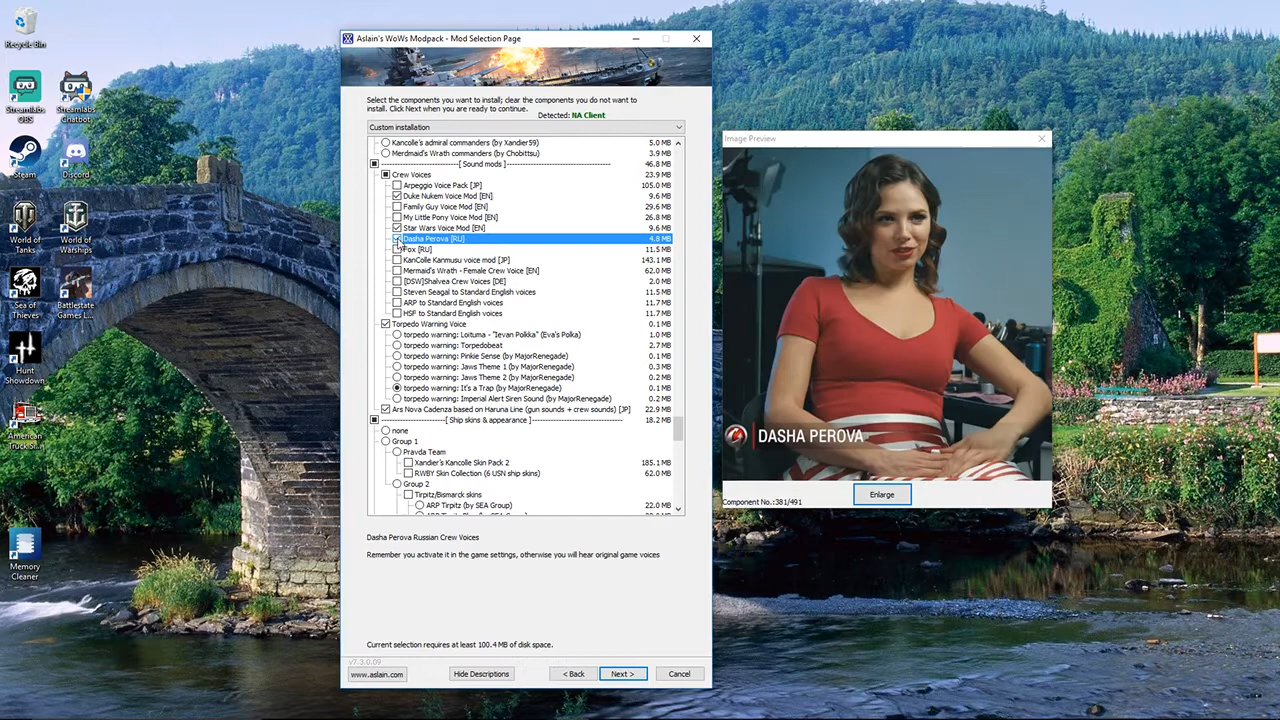 Recycle Bin
Streamlabs OBS
Streamlabs Chatbot
Steam
Discord
World of Tanks
World of Warships
Sea of Thieves
Battlestate Games L...
Hunt Showdown
American Truck Si...
Memory Cleaner
Aslain's WoWs Modpack - Mod Selection Page
Select the components you want to install; clear the components you do not want to
install. Click Next when you are ready to continue.
Detected: NA Client
Custom installation
Kancolle's admiral commanders (by Xandier59) 5.0 MB
Mermaid's Wrath commanders (by Chobittsu) 3.9 MB
-----------------------------[ Sound mods ]----------------------------- 46.8 MB
Crew Voices 23.9 MB
Arpeggio Voice Pack [JP] 105.0 MB
Duke Nukem Voice Mod [EN] 9.6 MB
Family Guy Voice Mod [EN] 29.6 MB
My Little Pony Voice Mod [EN] 26.8 MB
Star Wars Voice Mod [EN] 9.6 MB
Dasha Perova [RU] 4.8 MB
Fox [RU] 11.5 MB
KanColle Kanmusu voice mod [JP] 143.1 MB
Mermaid's Wrath - Female Crew Voice [EN] 62.0 MB
[DSW]Shalvea Crew Voices [DE] 2.0 MB
Steven Seagal to Standard English voices 11.5 MB
ARP to Standard English voices 11.7 MB
HSF to Standard English voices 11.7 MB
Torpedo Warning Voice 0.1 MB
torpedo warning: Loituma - "Ievan Polkka" (Eva's Polka) 1.0 MB
torpedo warning: Torpedobeat 2.7 MB
torpedo warning: Pinkie Sense (by MajorRenegade) 0.1 MB
torpedo warning: Jaws Theme 1 (by MajorRenegade) 0.3 MB
torpedo warning: Jaws Theme 2 (by MajorRenegade) 0.2 MB
torpedo warning: It's a Trap (by MajorRenegade) 0.1 MB
torpedo warning: Imperial Alert Siren Sound (by MajorRenegade) 0.2 MB
Ars Nova Cadenza based on Haruna Line (gun sounds + crew sounds) [JP] 22.9 MB
-----------------------[ Ship skins & appearance ]----------------------- 18.2 MB
none
Group 1
Pravda Team
Xandier's Kancolle Skin Pack 2 185.1 MB
RWBY Skin Collection (6 USN ship skins) 62.0 MB
Group 2
Tirpitz/Bismarck skins
ARP Tirpitz (by SEA Group) 22.0 MB
Dasha Perova Russian Crew Voices
Remember you activate it in the game settings, otherwise you will hear original game voices
Current selection requires at least 100.4 MB of disk space.
v7.3.0.09
www.aslain.com
Hide Descriptions
< Back
Next >
Cancel
Image Preview
DASHA PEROVA
Component No.:381/491
Enlarge